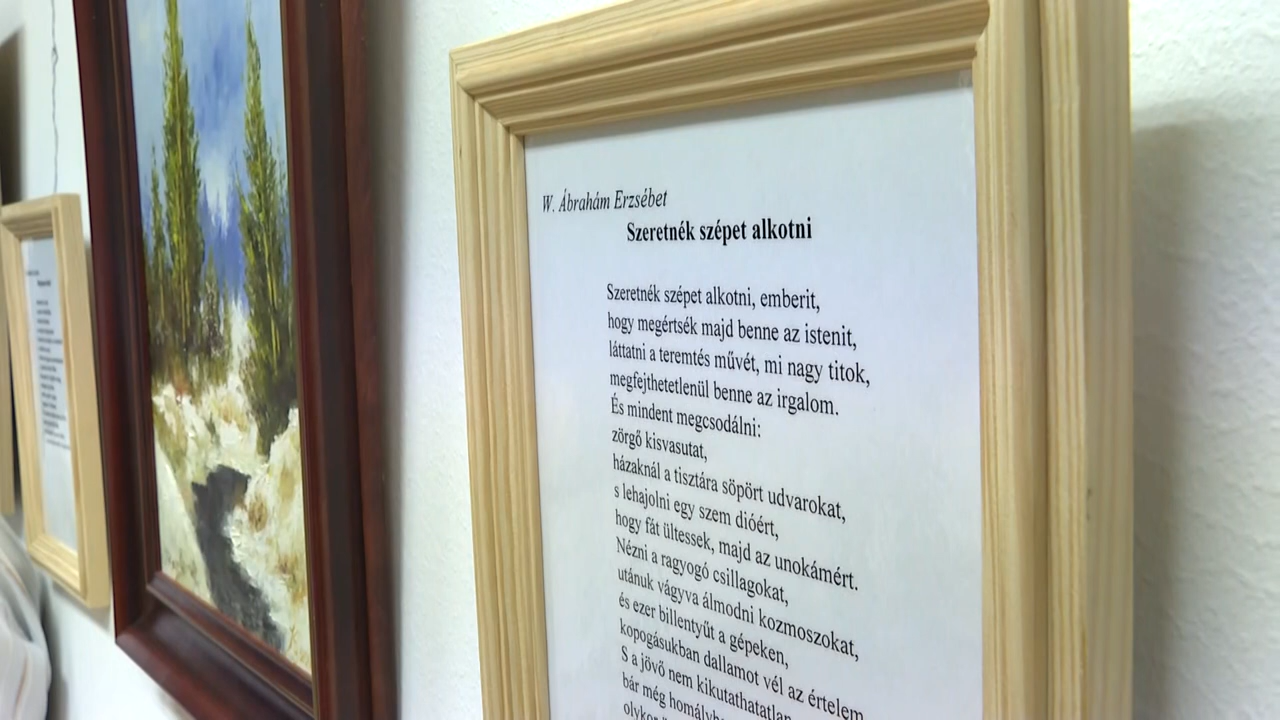 W. Ábrahám Erzsébet
Szeretnék szépet alkotni
Szeretnék szépet alkotni, emberit,
hogy megértsék majd benne az istenit,
láttatni a teremtés művét, mi nagy titok,
megfejthetetlenül benne az irgalom.
És mindent megcsodálni:
zörgő kisvasutat,
házaknál a tisztára söpört udvarokat,
s lehajolni egy szem dióért,
hogy fát ültessek, majd az unokámért.
Nézni a ragyogó csillagokat,
utánuk vágyva álmodni kozmoszokat,
és ezer billentyűt a gépeken,
kopogásukban dallamot vél az értelem
S a jövő nem kikutathatatlan
bár még